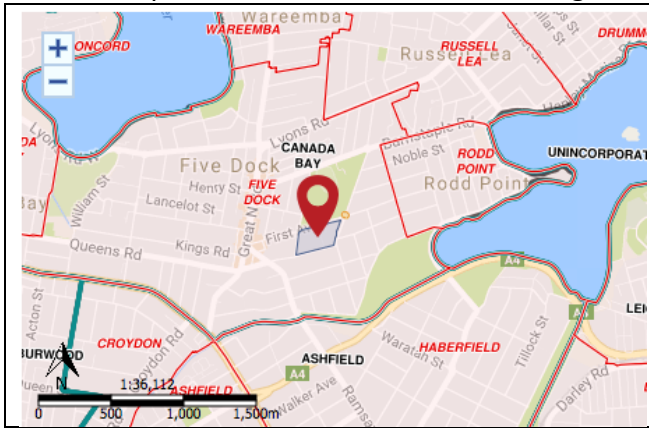 Wareemba
WAREEMBA
ONCORD
Russell Lea
RUSSELL
LEA
DRUMM
Lyons Rd
Barnstaple Rd
CANADA
BAY
Noble St
Five Dock
FIVE
DOCK
Henry St
RODD
POINT
Rodd Point
UNINCORPORAT
William St
Lancelot St
Bay
Great N
First A
Queens Rd
Kings Rd
A4
Acton St
CROYDON
Croydon Rd
HABERFIELD
Tillock St
LEI
BURWOOD
ASHFIELD
Waratah St
N
1:36,112
ASHFIELD
A4
Walker Ave
Ramsa
Darley Rd
Queen
0 500 1,000 1,500m